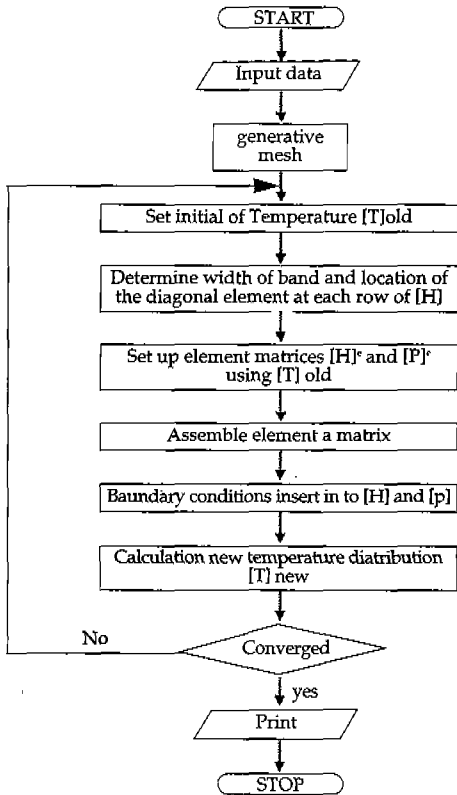 START
Input data
generative
mesh
Set initial of Temperature [T]old
Determine width of band and location of
the diagonal element at each row of [H]
Set up element matrices [H]ᵉ and [P]ᵉ
using [T] old
Assemble element a matrix
Baundary conditions insert in to [H] and [p]
Calculation new temperature diatribution
[T] new
Converged
No
yes
Print
STOP